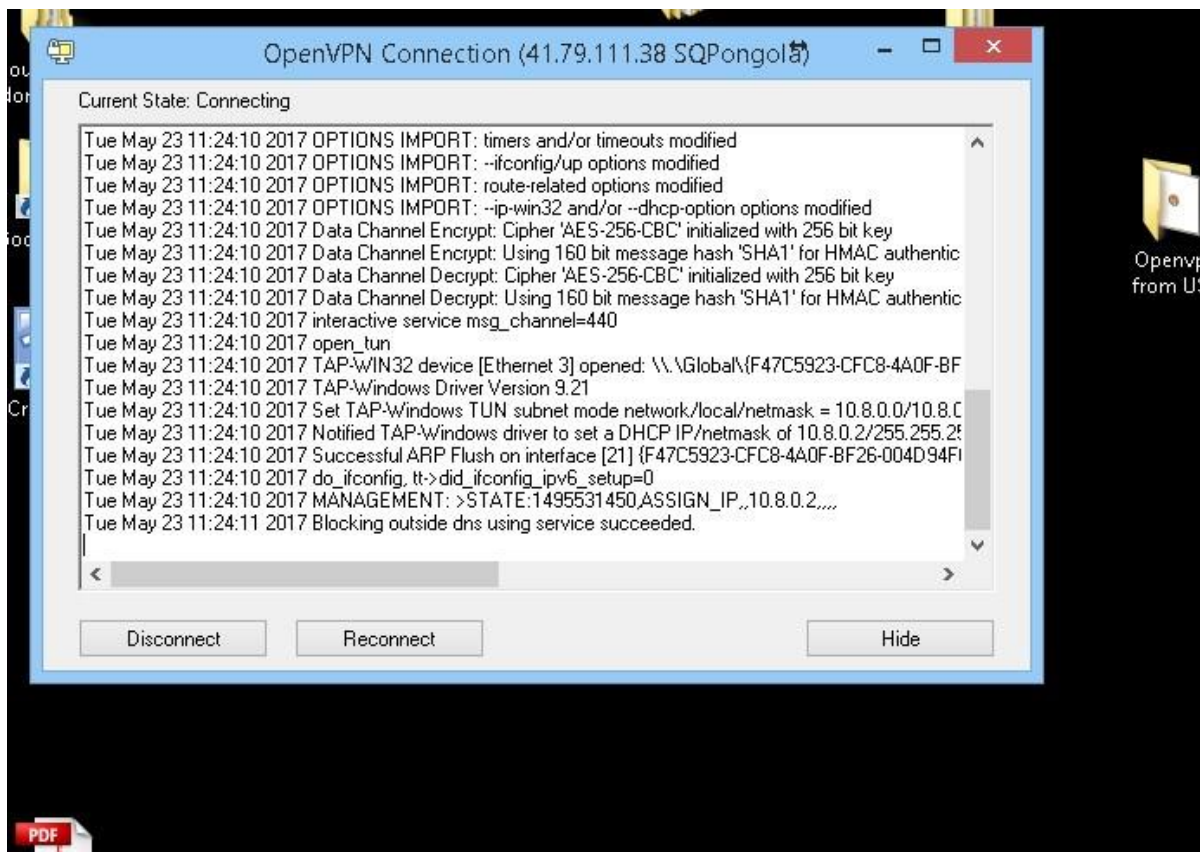 OpenVPN Connection (41.79.111.38 SQPongola)
Current State: Connecting
Tue May 23 11:24:10 2017 OPTIONS IMPORT: timers and/or timeouts modified
Tue May 23 11:24:10 2017 OPTIONS IMPORT: --ifconfig/up options modified
Tue May 23 11:24:10 2017 OPTIONS IMPORT: route-related options modified
Tue May 23 11:24:10 2017 OPTIONS IMPORT: --ip-win32 and/or --dhcp-option options modified
Tue May 23 11:24:10 2017 Data Channel Encrypt: Cipher 'AES-256-CBC' initialized with 256 bit key
Tue May 23 11:24:10 2017 Data Channel Encrypt: Using 160 bit message hash 'SHA1' for HMAC authentic
Tue May 23 11:24:10 2017 Data Channel Decrypt: Cipher 'AES-256-CBC' initialized with 256 bit key
Tue May 23 11:24:10 2017 Data Channel Decrypt: Using 160 bit message hash 'SHA1' for HMAC authentic
Tue May 23 11:24:10 2017 interactive service msg_channel=440
Tue May 23 11:24:10 2017 open_tun
Tue May 23 11:24:10 2017 TAP-WIN32 device [Ethernet 3] opened: \\.\Global\{F47C5923-CFC8-4A0F-BF
Tue May 23 11:24:10 2017 TAP-Windows Driver Version 9.21
Tue May 23 11:24:10 2017 Set TAP-Windows TUN subnet mode network/local/netmask = 10.8.0.0/10.8.0
Tue May 23 11:24:10 2017 Notified TAP-Windows driver to set a DHCP IP/netmask of 10.8.0.2/255.255.25
Tue May 23 11:24:10 2017 Successful ARP Flush on interface [21] {F47C5923-CFC8-4A0F-BF26-004D94F
Tue May 23 11:24:10 2017 do_ifconfig, tt->did_ifconfig_ipv6_setup=0
Tue May 23 11:24:10 2017 MANAGEMENT: >STATE:1495531450,ASSIGN_IP,,10.8.0.2,,,,
Tue May 23 11:24:11 2017 Blocking outside dns using service succeeded.
Disconnect
Reconnect
Hide
Openvp
from US
PDF